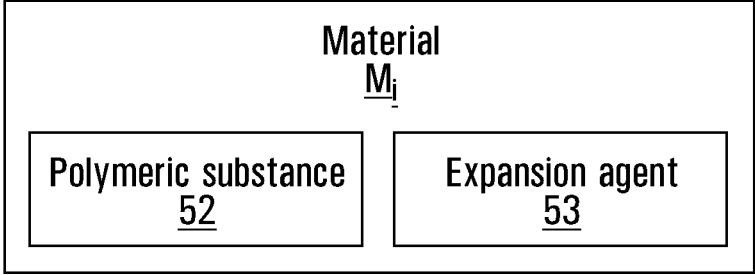 Material
Mi
Polymeric substance
52
Expansion agent
53